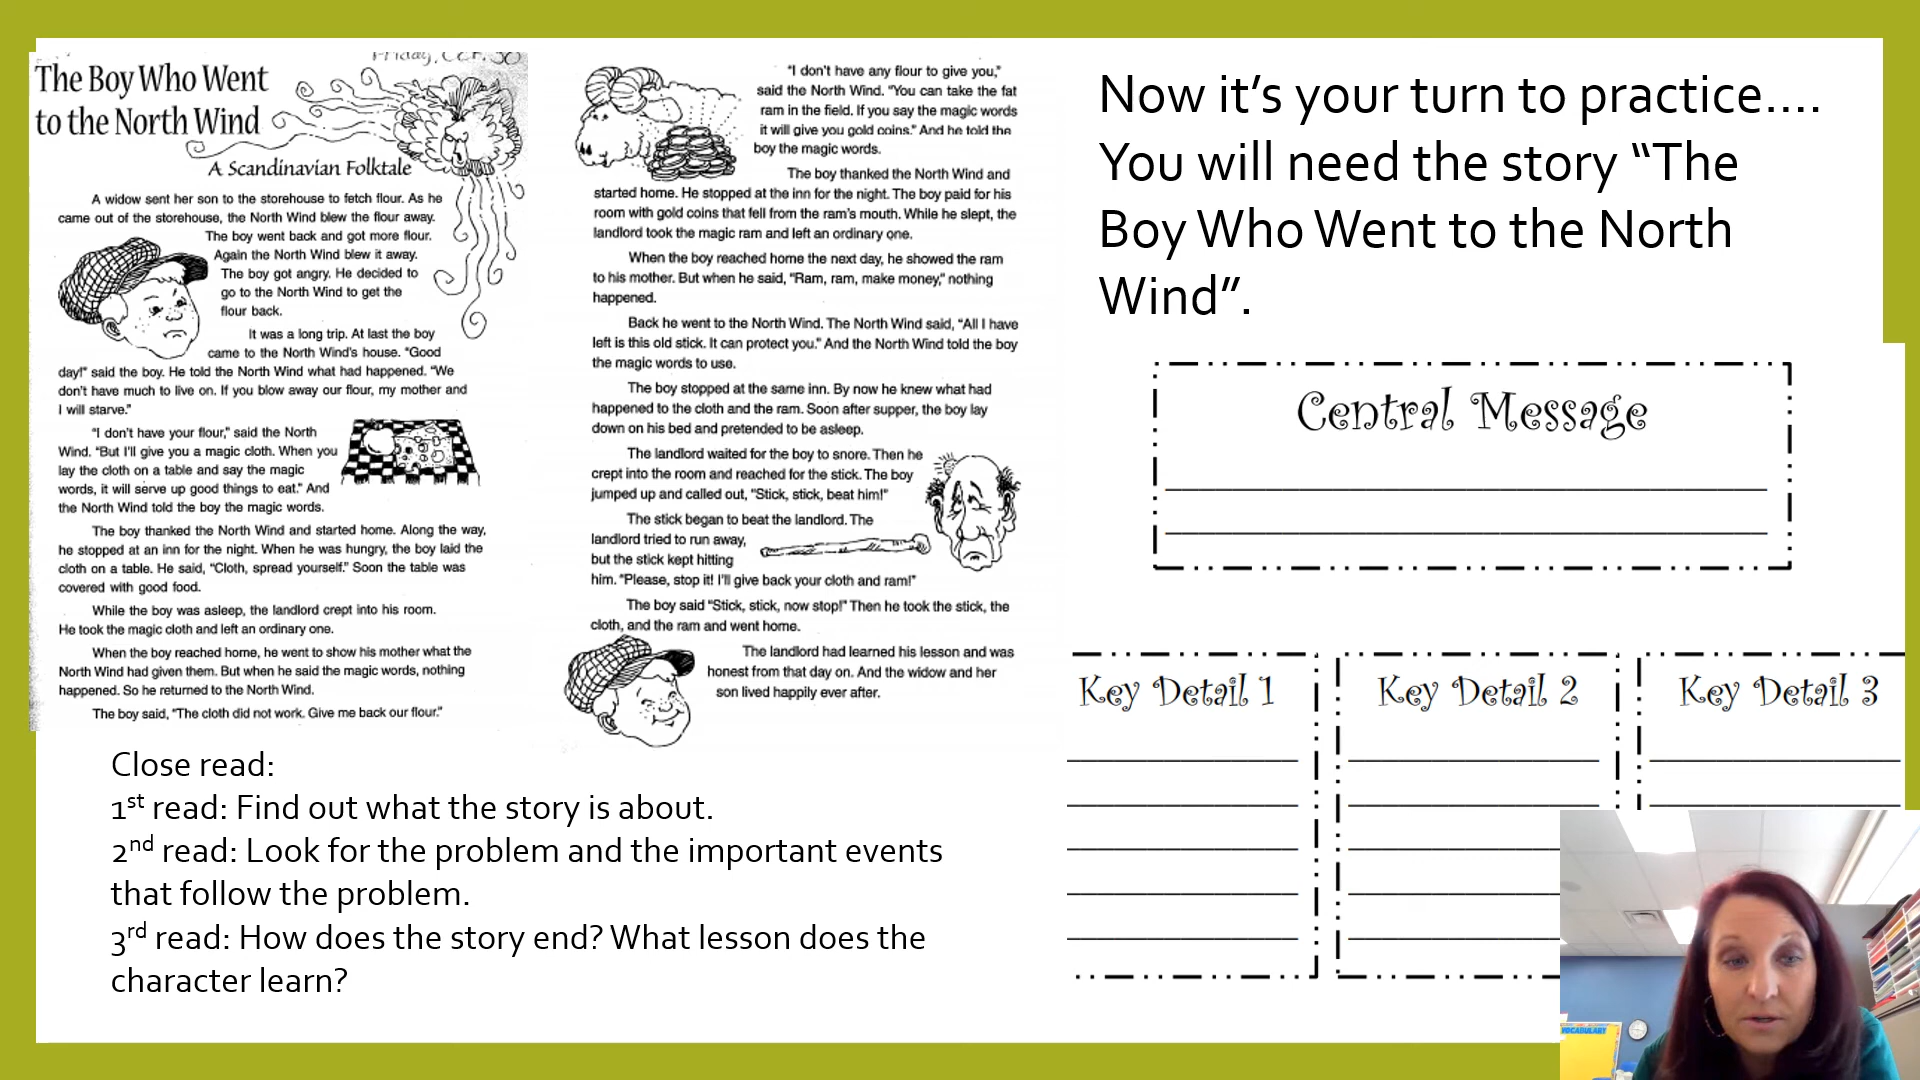 Friday, Oct. 30
The Boy Who Went
to the North Wind
A Scandinavian Folktale
A widow sent her son to the storehouse to fetch flour. As he
came out of the storehouse, the North Wind blew the flour away.
The boy went back and got more flour.
Again the North Wind blew it away.
The boy got angry. He decided to
go to the North Wind to get the
flour back.
It was a long trip. At last the boy
came to the North Wind's house. "Good
day!" said the boy. He told the North Wind what had happened. "We
don't have much to live on. If you blow away our flour, my mother and
I will starve."
"I don't have your flour," said the North
Wind. "But I'll give you a magic cloth. When you
lay the cloth on a table and say the magic
words, it will serve up good things to eat." And
the North Wind told the boy the magic words.
The boy thanked the North Wind and started home. Along the way,
he stopped at an inn for the night. When he was hungry, the boy laid the
cloth on a table. He said, "Cloth, spread yourself." Soon the table was
covered with good food.
While the boy was asleep, the landlord crept into his room.
He took the magic cloth and left an ordinary one.
When the boy reached home, he went to show his mother what the
North Wind had given them. But when he said the magic words, nothing
happened. So he returned to the North Wind.
The boy said, "The cloth did not work. Give me back our flour."
"I don't have any flour to give you,"
said the North Wind. "You can take the fat
ram in the field. If you say the magic words
it will give you gold coins." And he told the
boy the magic words.
The boy thanked the North Wind and
started home. He stopped at the inn for the night. The boy paid for his
room with gold coins that fell from the ram's mouth. While he slept, the
landlord took the magic ram and left an ordinary one.
When the boy reached home the next day, he showed the ram
to his mother. But when he said, "Ram, ram, make money," nothing
happened.
Back he went to the North Wind. The North Wind said, "All I have
left is this old stick. It can protect you." And the North Wind told the boy
the magic words to use.
The boy stopped at the same inn. By now he knew what had
happened to the cloth and the ram. Soon after supper, the boy lay
down on his bed and pretended to be asleep.
The landlord waited for the boy to snore. Then he
crept into the room and reached for the stick. The boy
jumped up and called out, "Stick, stick, beat him!"
The stick began to beat the landlord. The
landlord tried to run away,
but the stick kept hitting
him. "Please, stop it! I'll give back your cloth and ram!"
The boy said "Stick, stick, now stop!" Then he took the stick, the
cloth, and the ram and went home.
The landlord had learned his lesson and was
honest from that day on. And the widow and her
son lived happily ever after.
Close read:
1st read: Find out what the story is about.
2nd read: Look for the problem and the important events
that follow the problem.
3rd read: How does the story end? What lesson does the
character learn?
Now it's your turn to practice....
You will need the story "The
Boy Who Went to the North
Wind".
Central Message
Key Detail 1
Key Detail 2
Key Detail 3
VOCABULARY